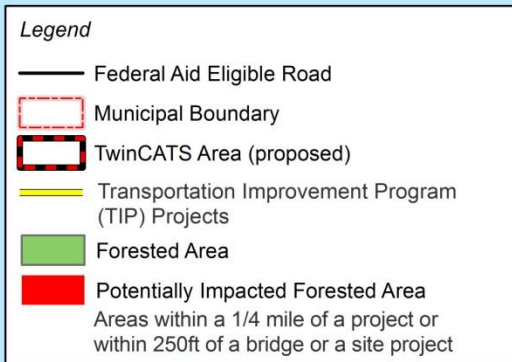 Legend
Federal Aid Eligible Road
Municipal Boundary
TwinCATS Area (proposed)
Transportation Improvement Program
(TIP) Projects
Forested Area
Potentially Impacted Forested Area
Areas within a 1/4 mile of a project or
within 250ft of a bridge or a site project